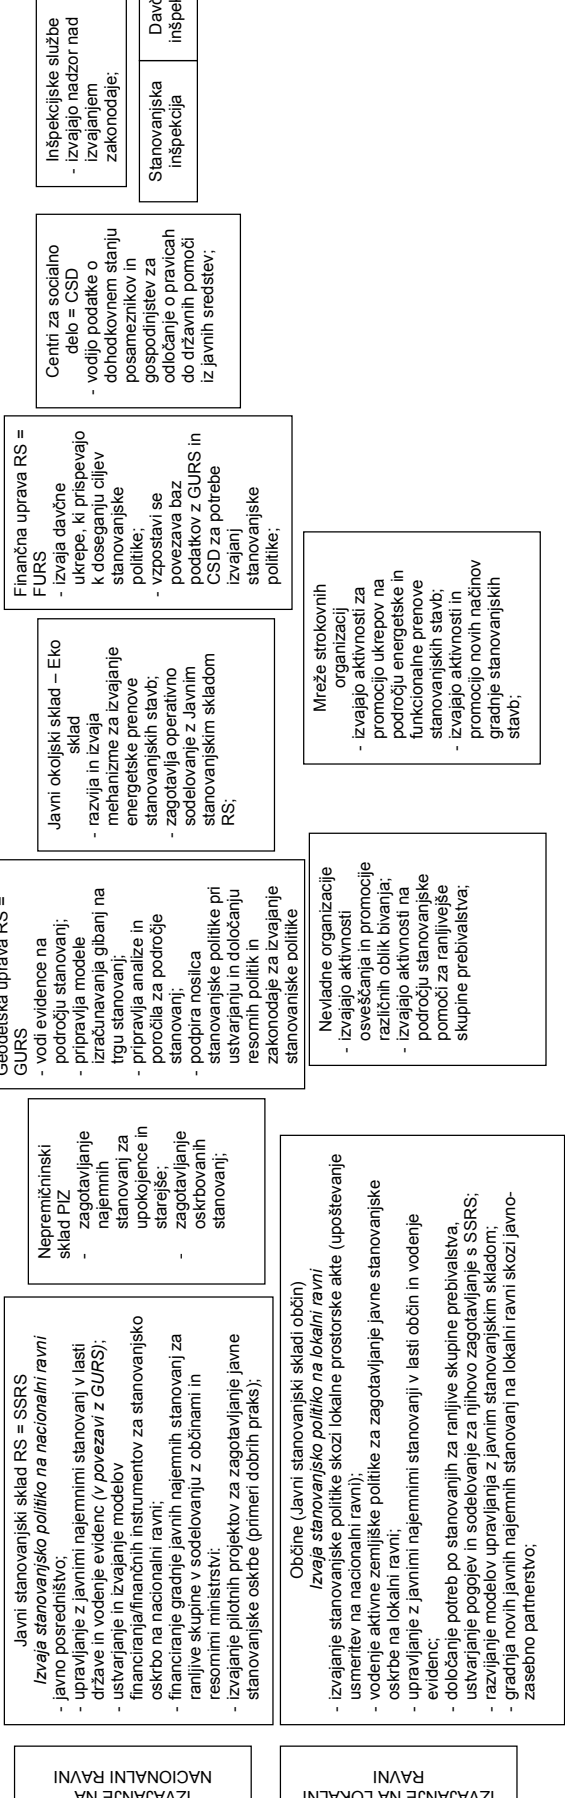 IZVAJANJE NA
NACIONALNI RAVNI
Javni stanovanjski sklad RS = SSRS
Izvaja stanovanjsko politiko na nacionalni ravni
- javno posredništvo;
- upravljanje z javnimi najemnimi stanovanj v lasti
države in vodenje evidenc (v povezavi z GURS);
- ustvarjanje in izvajanje modelov
financiranja/finančnih instrumentov za stanovanjsko
oskrbo na nacionalni ravni;
- financiranje gradnje javnih najemnih stanovanj za
ranljive skupine v sodelovanju z občinami in
resornimi ministrstvi:
- izvajanje pilotnih projektov za zagotavljanje javne
stanovanjske oskrbe (primeri dobrih praks);
Nepremičninski
sklad PIZ
- zagotavljanje
najemnih
stanovanj za
upokojence in
starejše;
- zagotavljanje
oskrbovanih
stanovanj;
Geodetska uprava RS =
GURS
- vodi evidence na
področju stanovanj;
- pripravlja modele
izračunavanja gibanj na
trgu stanovanj;
- pripravlja analize in
poročila za področje
stanovanj;
- podpira nosilca
stanovanjske politike pri
ustvarjanju in določanju
resornih politik in
zakonodaje za izvajanje
stanovanjske politike
Javni okoljski sklad – Eko
sklad
- razvija in izvaja
mehanizme za izvajanje
energetske prenove
stanovanjskih stavb;
- zagotavlja operativno
sodelovanje z Javnim
stanovanjskim skladom
RS;
Finančna uprava RS =
FURS
- izvaja davčne
ukrepe, ki prispevajo
k doseganju ciljev
stanovanjske
politike;
- vzpostavi se
povezava baz
podatkov z GURS in
CSD za potrebe
izvajanj
stanovanjske
politike;
Centri za socialno
delo = CSD
- vodijo podatke o
dohodkovnem stanju
posameznikov in
gospodinjstev za
odločanje o pravicah
do državnih pomoči
iz javnih sredstev;
Inšpekcijske službe
- izvajajo nadzor nad
izvajanjem
zakonodaje;
Stanovanjska
inšpekcija
IZVAJANJE NA LOKALNI
RAVNI
Občine (Javni stanovanjski skladi občin)
Izvaja stanovanjsko politiko na lokalni ravni
- izvajanje stanovanjske politike skozi lokalne prostorske akte (upoštevanje
usmeritev na nacionalni ravni);
- vodenje aktivne zemljiške politike za zagotavljanje javne stanovanjske
oskrbe na lokalni ravni;
- upravljanje z javnimi najemnimi stanovanji v lasti občin in vodenje
evidenc;
- določanje potreb po stanovanjih za ranljive skupine prebivalstva,
ustvarjanje pogojev in sodelovanje za njihovo zagotavljanje s SSRS;
- razvijanje modelov upravljanja z javnim stanovanjskim skladom;
- gradnja novih javnih najemnih stanovanj na lokalni ravni skozi javno-
zasebno partnerstvo;
Nevladne organizacije
- izvajajo aktivnosti
osveščanja in promocije
različnih oblik bivanja;
- izvajajo aktivnosti na
področju stanovanjske
pomoči za ranljivejše
skupine prebivalstva;
Mreže strokovnih
organizacij
- izvajajo aktivnosti za
promocijo ukrepov na
področju energetske in
funkcionalne prenove
stanovanjskih stavb;
- izvajajo aktivnosti in
promocijo novih načinov
gradnje stanovanjskih
stavb;